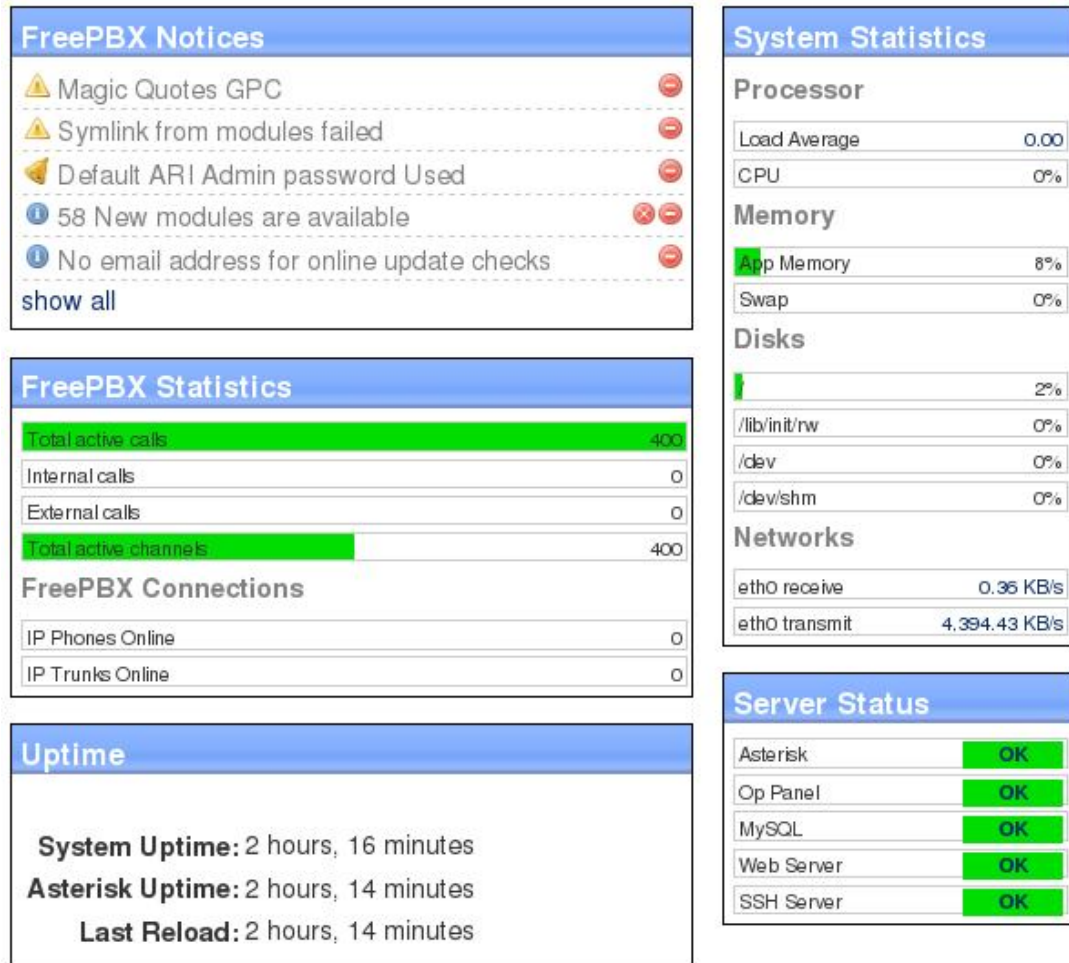 FreePBX Notices
Magic Quotes GPC
Symlink from modules failed
Default ARI Admin password Used
58 New modules are available
No email address for online update checks
show all
FreePBX Statistics
Total active calls 400
Internal calls 0
External calls 0
Total active channels 400
FreePBX Connections
IP Phones Online 0
IP Trunks Online 0
Uptime
System Uptime: 2 hours, 16 minutes
Asterisk Uptime: 2 hours, 14 minutes
Last Reload: 2 hours, 14 minutes
System Statistics
Processor
Load Average 0.00
CPU 0%
Memory
App Memory 8%
Swap 0%
Disks
/ 2%
/lib/init/rw 0%
/dev 0%
/dev/shm 0%
Networks
eth0 receive 0.36 KB/s
eth0 transmit 4,394.43 KB/s
Server Status
Asterisk OK
Op Panel OK
MySQL OK
Web Server OK
SSH Server OK